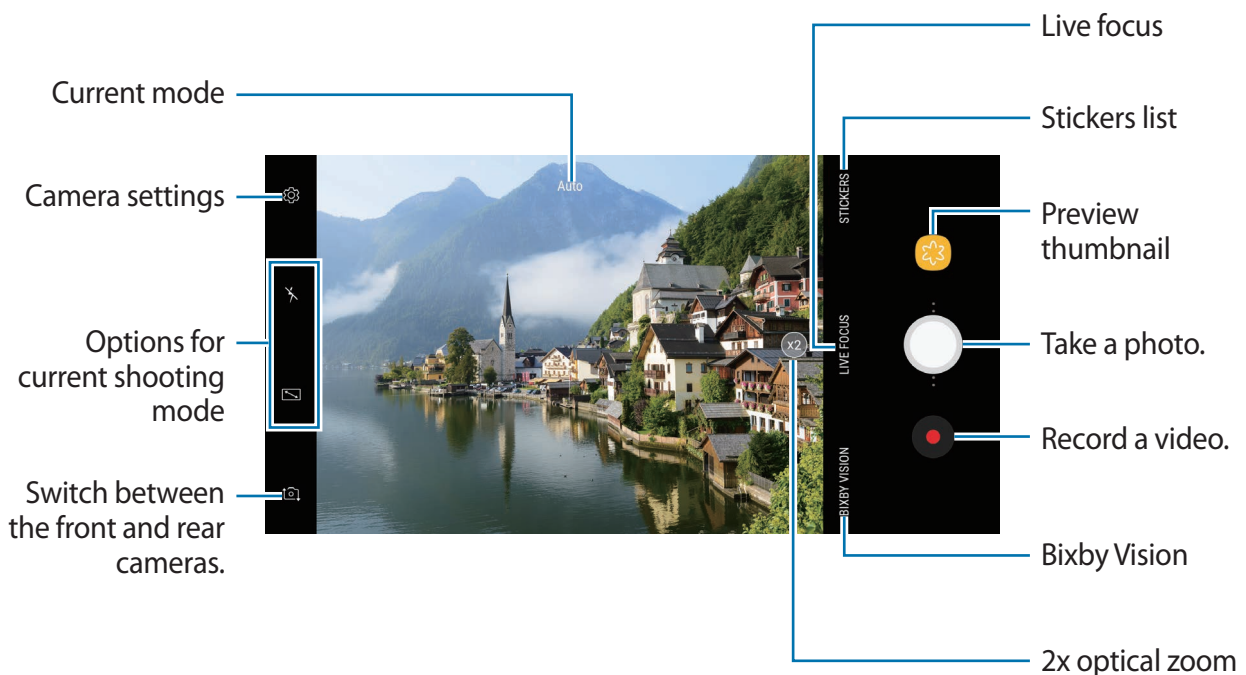 Live focus
Current mode
Stickers list
Camera settings
Auto
STICKERS
Preview
thumbnail
Options for
current shooting
mode
x2
LIVE FOCUS
Take a photo.
Record a video.
Switch between
the front and rear
cameras.
BIXBY VISION
Bixby Vision
2x optical zoom